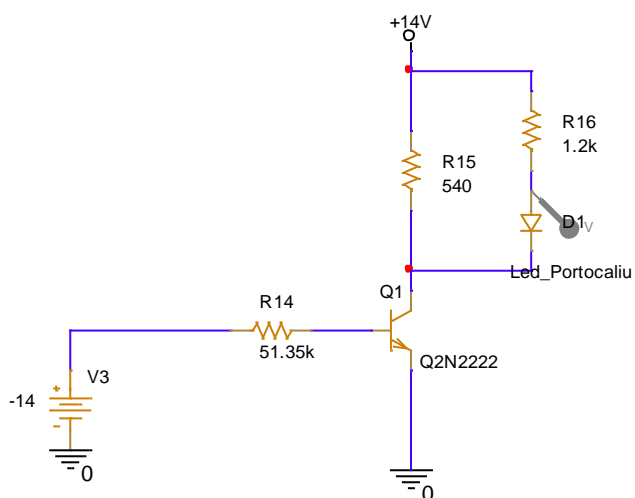 +14V
R16
1.2k
R15
540
D1
V
Led_Portocaliu
Q1
R14
51.35k
Q2N2222
V3
+
-14
-
0
0